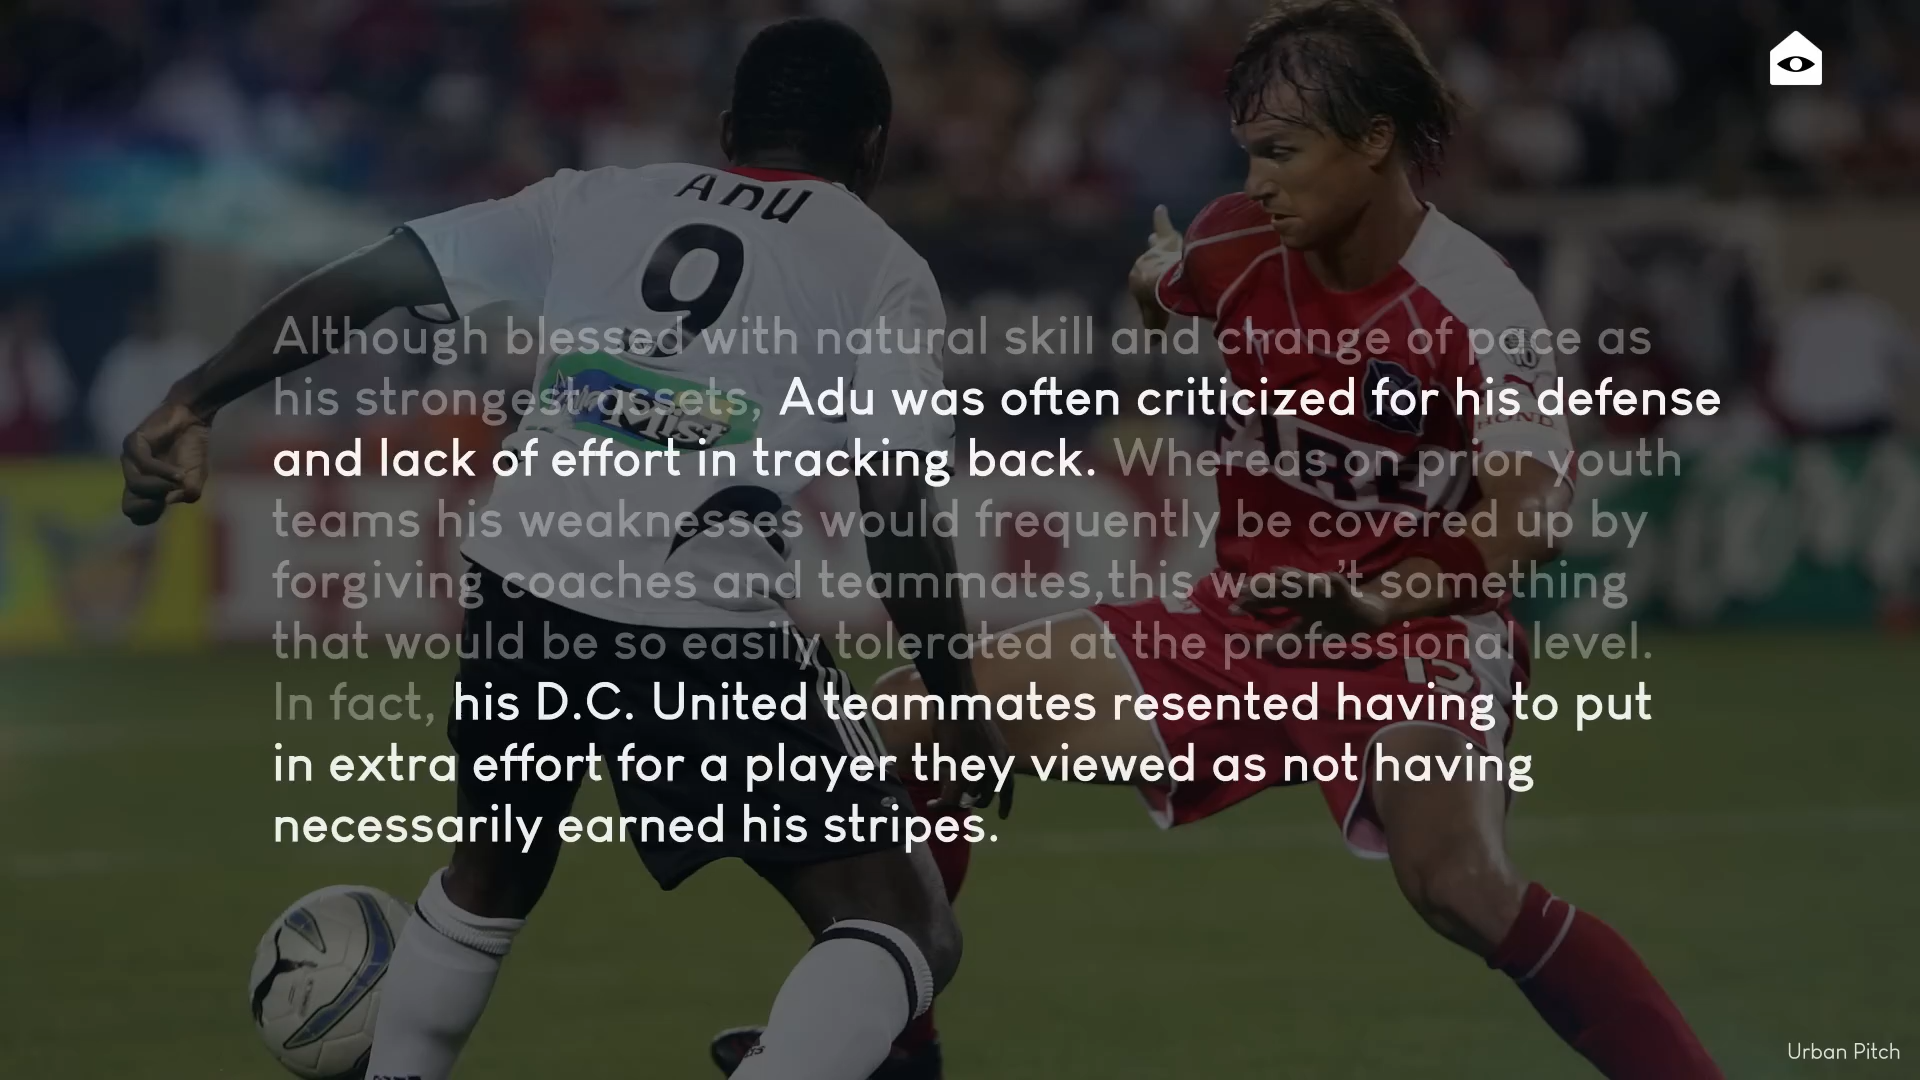 ADU
9
Mist
Although blessed with natural skill and change of pace as
his strongest assets, Adu was often criticized for his defense
and lack of effort in tracking back. Whereas on prior youth
teams his weaknesses would frequently be covered up by
forgiving coaches and teammates,this wasn't something
that would be so easily tolerated at the professional level.
In fact, his D.C. United teammates resented having to put
in extra effort for a player they viewed as not having
necessarily earned his stripes.
HONDA
15
Urban Pitch